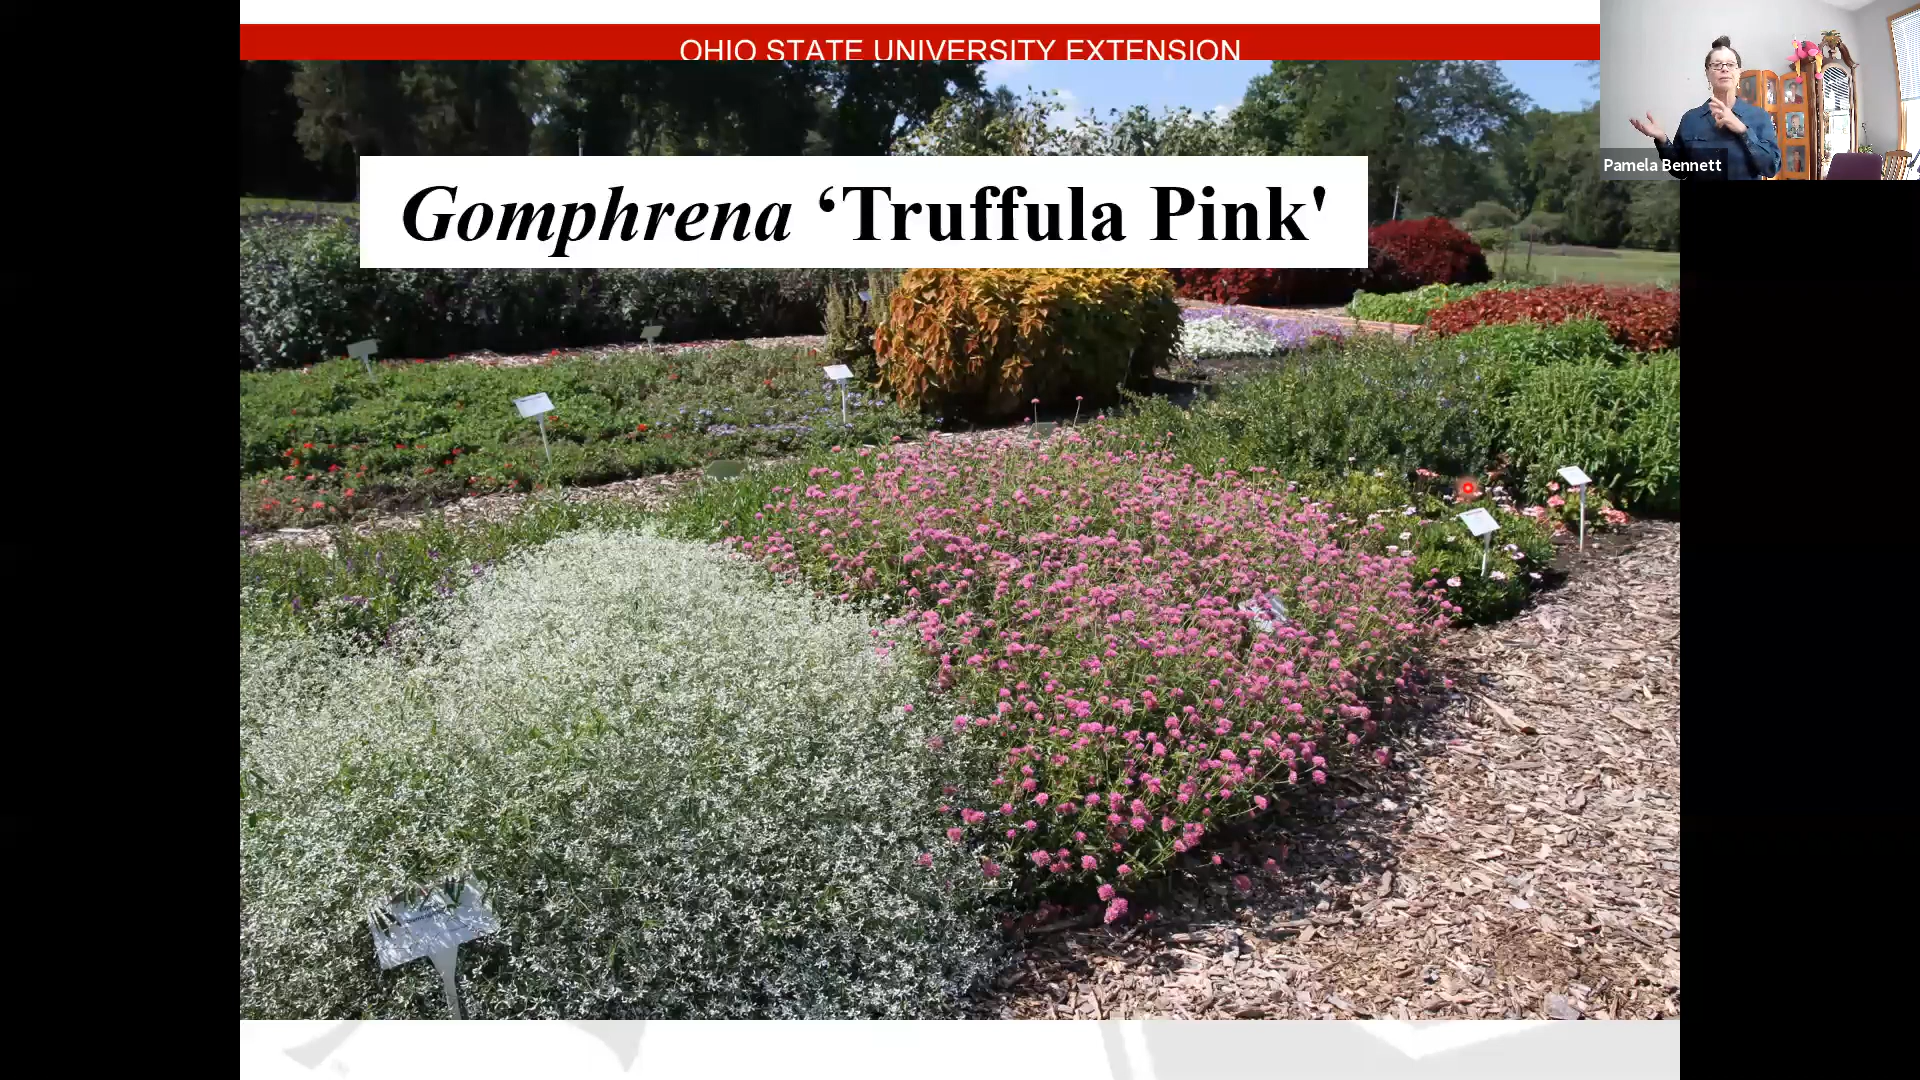 OHIO STATE UNIVERSITY EXTENSION
Gomphrena ‘Truffula Pink'
Pamela Bennett